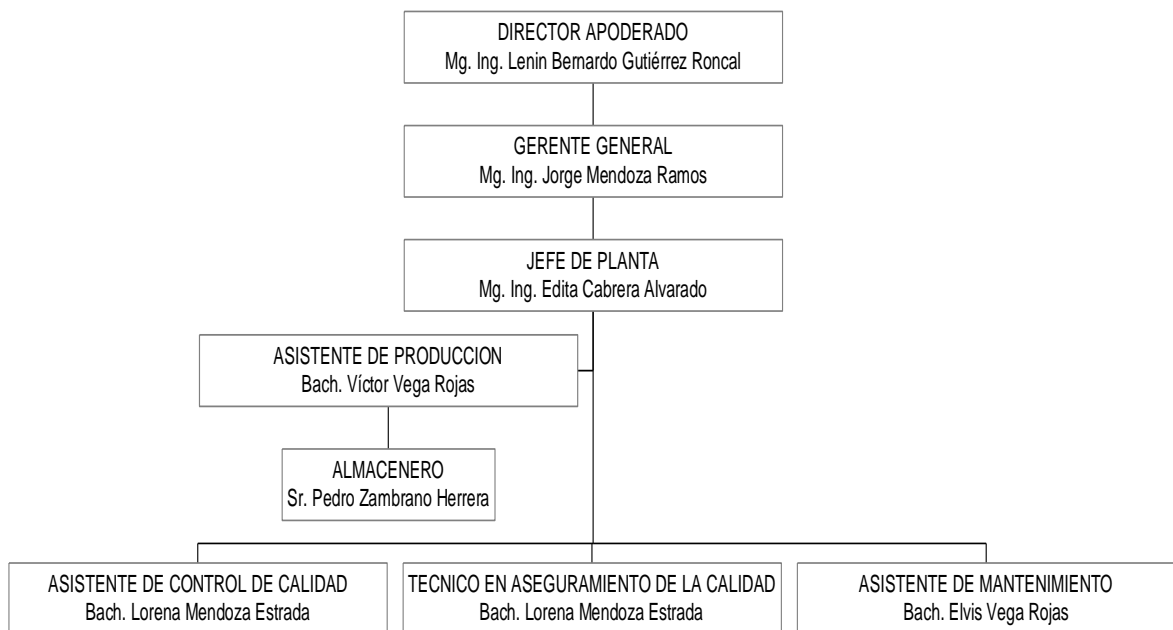 DIRECTOR APODERADO
Mg. Ing. Lenin Bernardo Gutiérrez Roncal
GERENTE GENERAL
Mg. Ing. Jorge Mendoza Ramos
JEFE DE PLANTA
Mg. Ing. Edita Cabrera Alvarado
ASISTENTE DE PRODUCCION
Bach. Víctor Vega Rojas
ALMACENERO
Sr. Pedro Zambrano Herrera
ASISTENTE DE CONTROL DE CALIDAD
Bach. Lorena Mendoza Estrada
TECNICO EN ASEGURAMIENTO DE LA CALIDAD
Bach. Lorena Mendoza Estrada
ASISTENTE DE MANTENIMIENTO
Bach. Elvis Vega Rojas